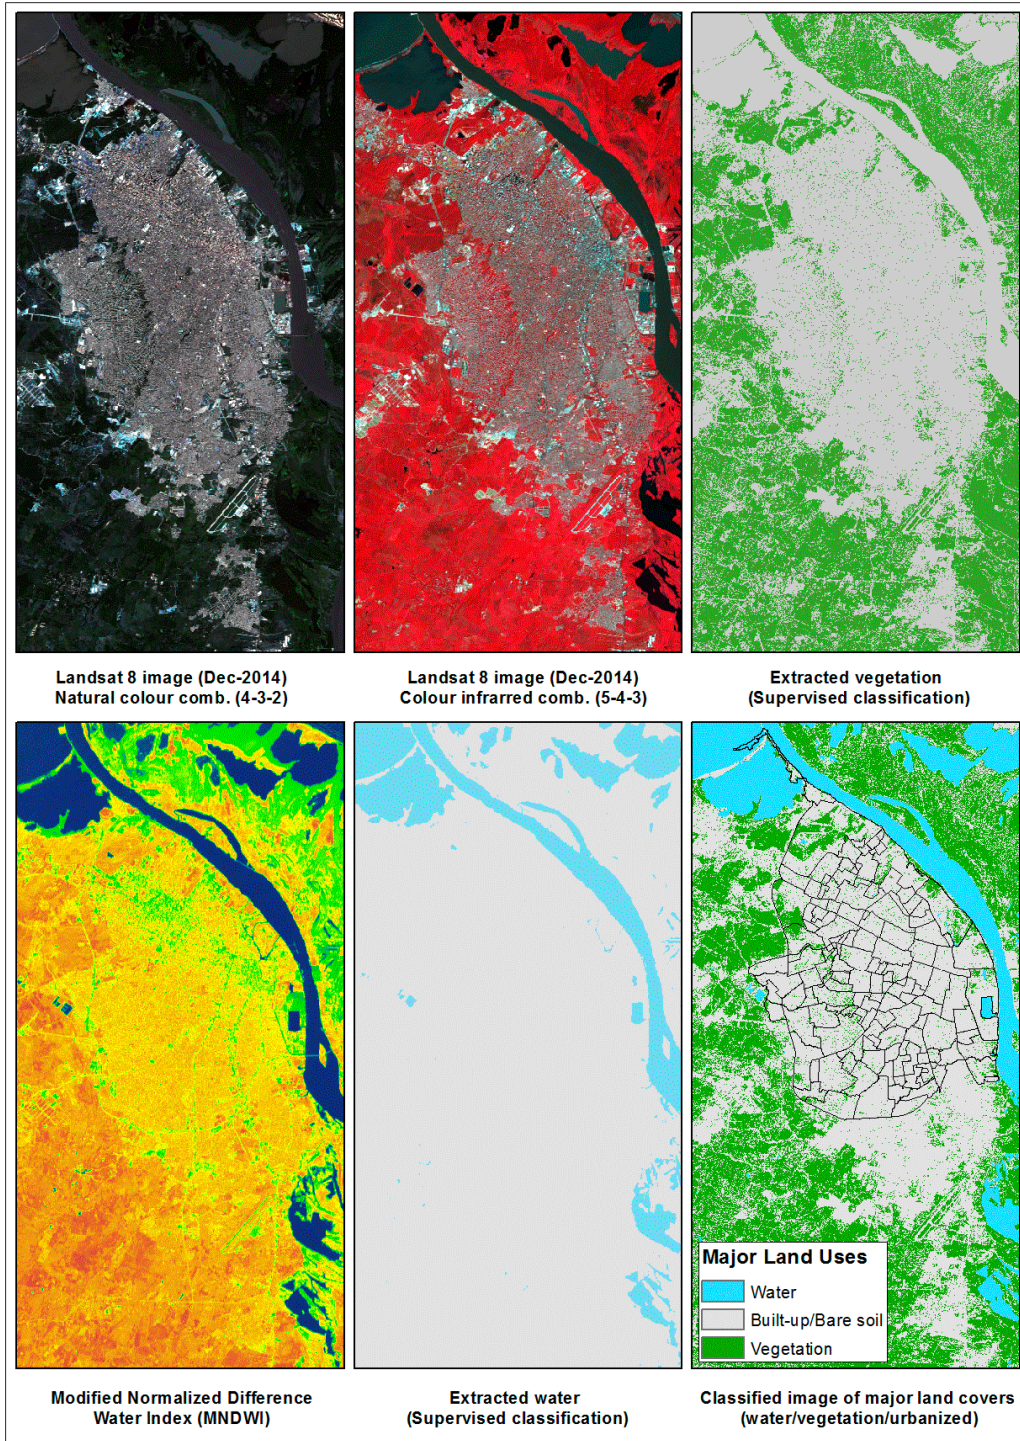 Landsat 8 image (Dec-2014)
Natural colour comb. (4-3-2)
Landsat 8 image (Dec-2014)
Colour infrarred comb. (5-4-3)
Extracted vegetation
(Supervised classification)
Major Land Uses
Water
Built-up/Bare soil
Vegetation
Modified Normalized Difference
Water Index (MNDWI)
Extracted water
(Supervised classification)
Classified image of major land covers
(water/vegetation/urbanized)